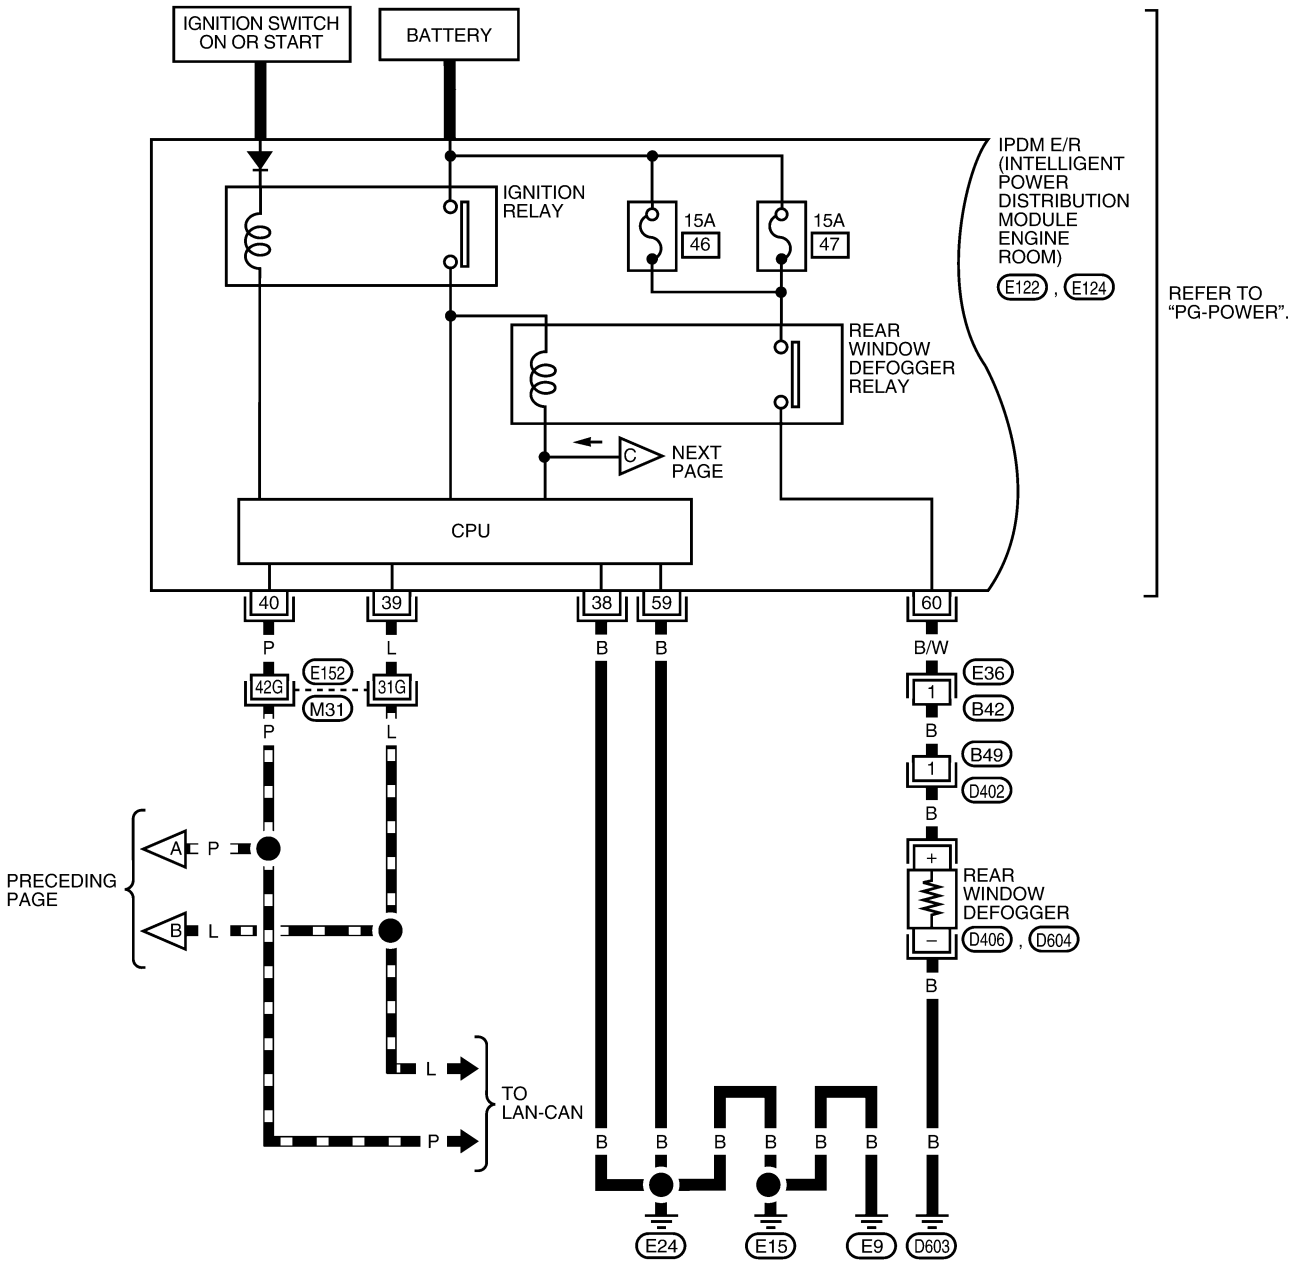 IGNITION SWITCH
ON OR START
BATTERY
IPDM E/R
(INTELLIGENT
POWER
DISTRIBUTION
MODULE
ENGINE
ROOM)
E122 , E124
REFER TO
“PG-POWER”.
IGNITION
RELAY
15A
46
15A
47
REAR
WINDOW
DEFOGGER
RELAY
C
NEXT
PAGE
CPU
40
39
38
59
60
P
L
B
B
B/W
42G
E152
M31
31G
1
E36
B42
P
L
B
1
B49
D402
B
A
P
PRECEDING
PAGE
B
L
+
REAR
WINDOW
DEFOGGER
−
D406 , D604
B
L
TO
LAN-CAN
P
B
B
B
B
B
B
B
E24
E15
E9
D603